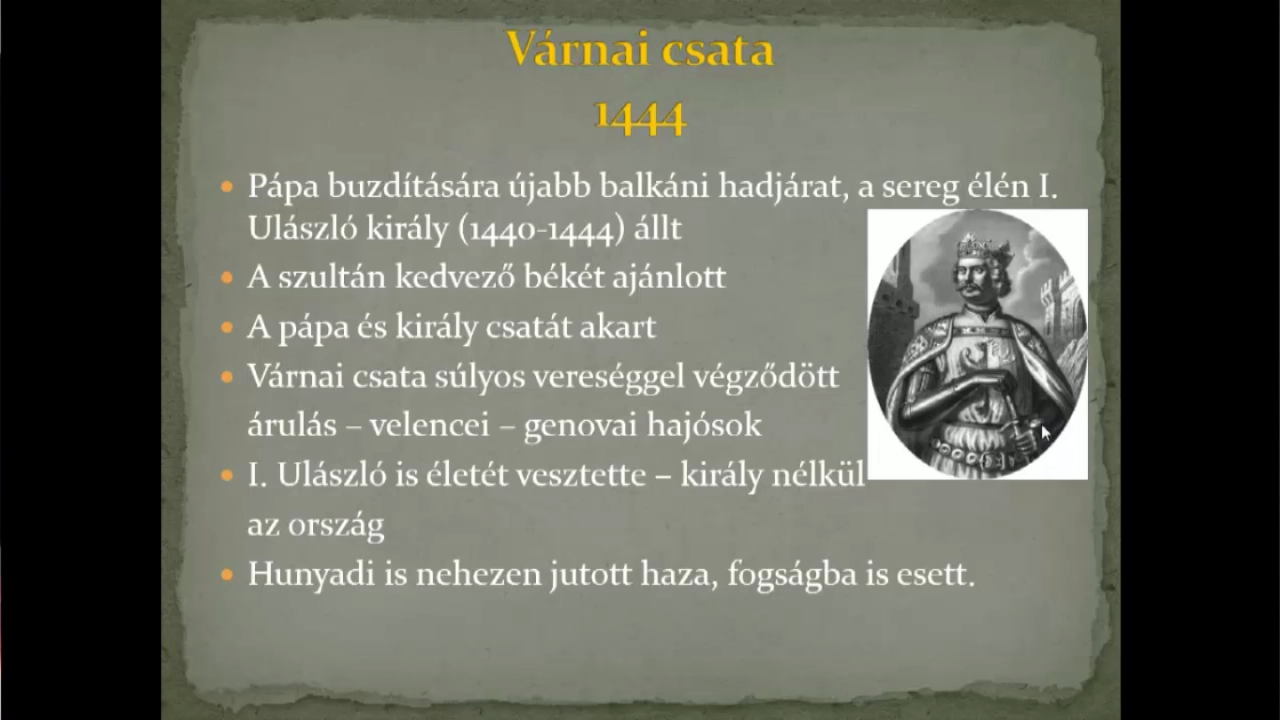 Várnai csata
1444
• Pápa buzdítására újabb balkáni hadjárat, a sereg élén I.
Ulászló király (1440-1444) állt
• A szultán kedvező békét ajánlott
• A pápa és király csatát akart
• Várnai csata súlyos vereséggel végződött
árulás – velencei – genovai hajósok
• I. Ulászló is életét vesztette – király nélkül
az ország
• Hunyadi is nehezen jutott haza, fogságba is esett.